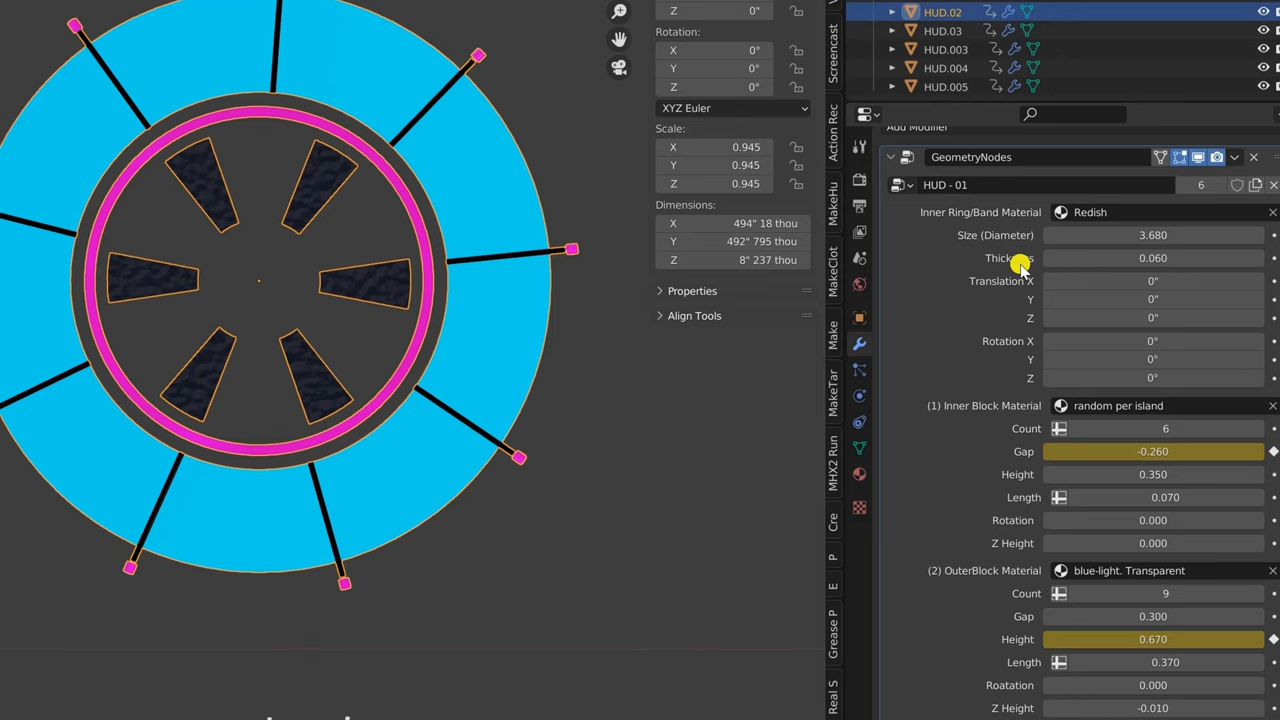 Z 0"
Rotation:
X 0°
Y 0°
Z 0°
XYZ Euler
Scale:
X 0.945
Y 0.945
Z 0.945
Dimensions:
X 494" 18 thou
Y 492" 795 thou
Z 8" 237 thou
Properties
Align Tools
Screencast
Action Rec
MakeHu
MakeClot
Make
MakeTar
MHX2 Run
Cre
P
E
Grease P
Real S
HUD.02
HUD.03
HUD.003
HUD.004
HUD.005
Add Modifier
GeometryNodes
HUD - 01 6
Inner Ring/Band Material Redish
SIze (Diameter) 3.680
Translation X 0"
Y 0"
Z 0"
Rotation X 0°
Y 0°
Z 0°
(1) Inner Block Material random per island
Count 6
Gap -0.260
Height 0.350
Length 0.070
Rotation 0.000
Z Height 0.000
(2) OuterBlock Material blue-light. Transparent
Count 9
Gap 0.300
Height 0.670
Length 0.370
Roatation 0.000
Z Height -0.010